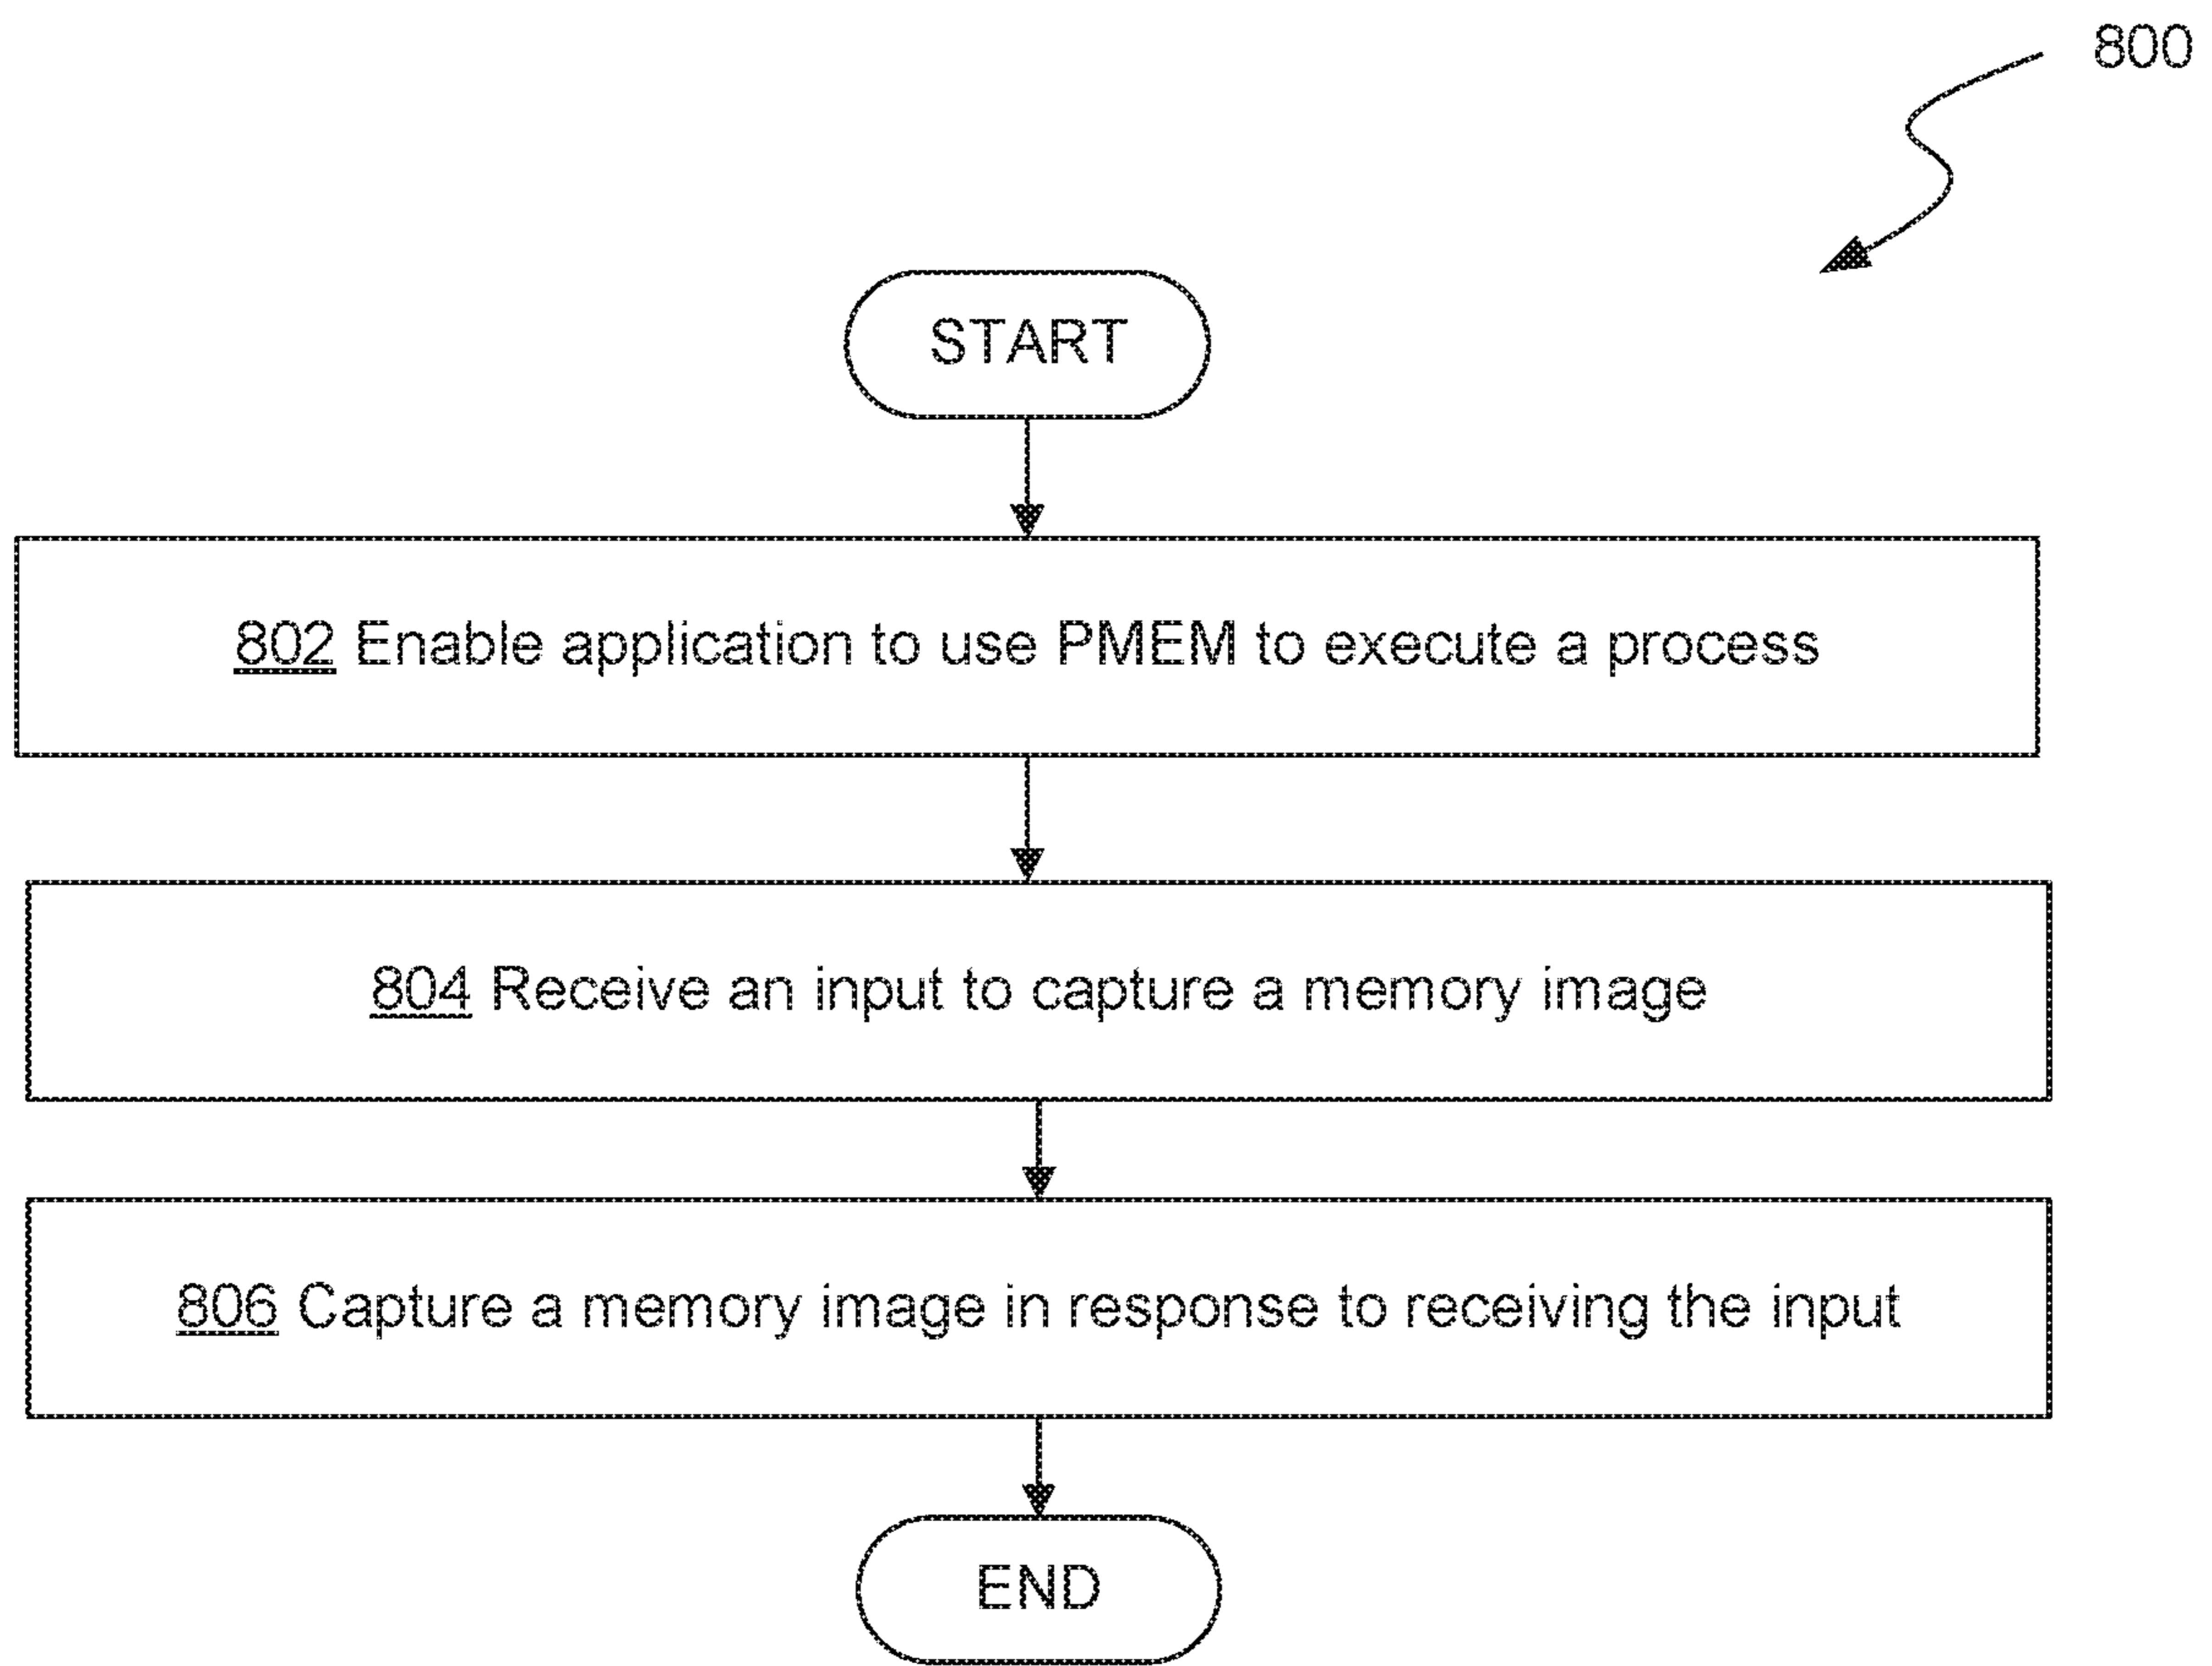 800
START
802 Enable application to use PMEM to execute a process
804 Receive an input to capture a memory image
806 Capture a memory image in response to receiving the input
END